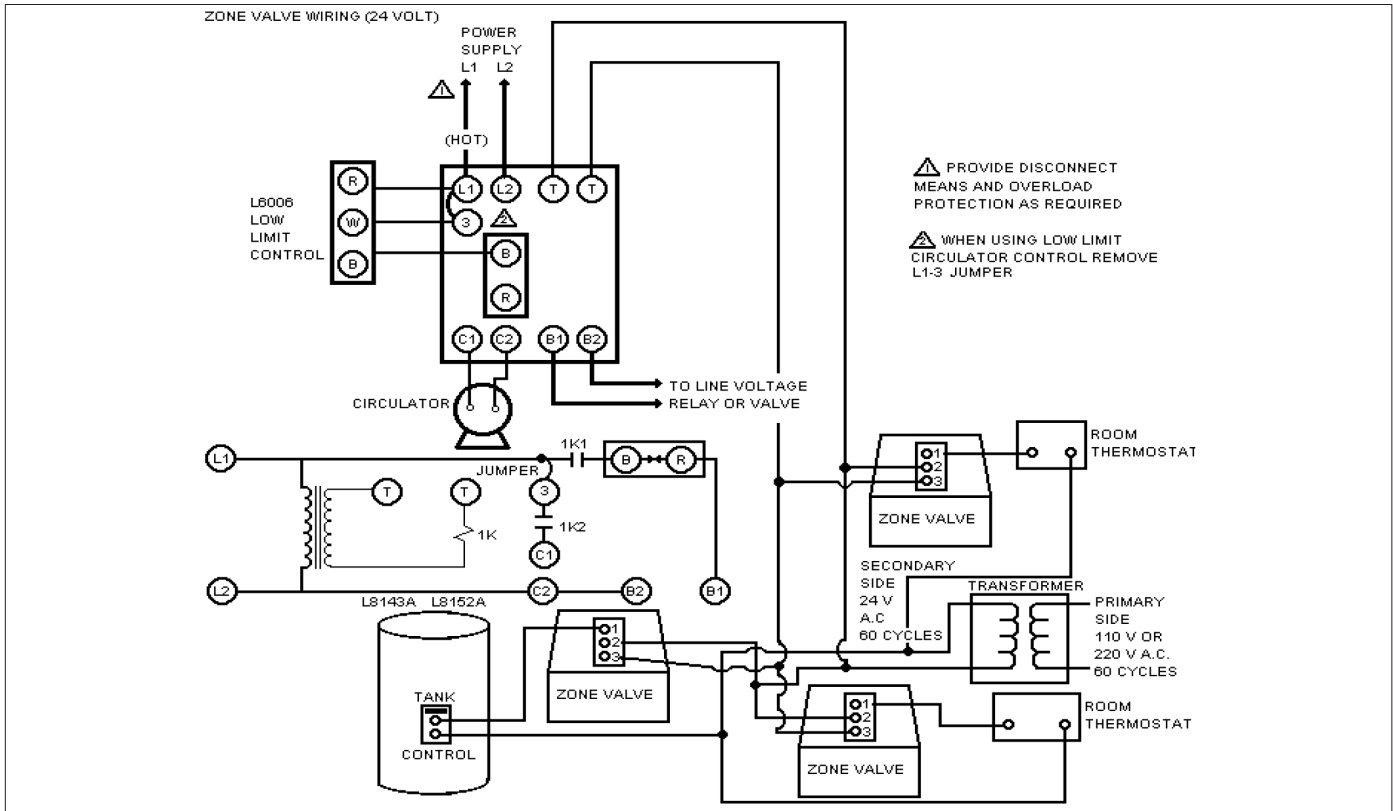 ZONE VALVE WIRING (24 VOLT)
POWER
SUPPLY
L1 L2
1
(HOT)
L1 L2 T T
3
2
R
W
B
L6006
LOW
LIMIT
CONTROL
B
R
C1 C2 B1 B2
1 PROVIDE DISCONNECT
MEANS AND OVERLOAD
PROTECTION AS REQUIRED
2 WHEN USING LOW LIMIT
CIRCULATOR CONTROL REMOVE
L1-3 JUMPER
TO LINE VOLTAGE
RELAY OR VALVE
CIRCULATOR
L1
JUMPER
1K1
B R
T T
3
1K
1K2
C1
L2
C2 B2 B1
L8143A L8152A
1
2
3
ZONE VALVE
ROOM
THERMOSTAT
SECONDARY
SIDE
24 V
A.C
60 CYCLES
TRANSFORMER
PRIMARY
SIDE
110 V OR
220 V A.C.
60 CYCLES
1
2
3
ZONE VALVE
TANK
CONTROL
1
2
3
ZONE VALVE
ROOM
THERMOSTAT